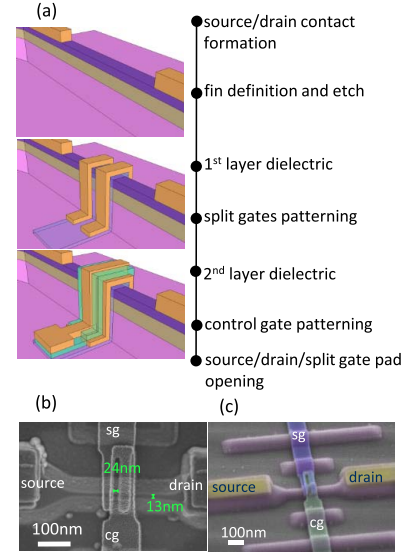 (a)
source/drain contact
formation
fin definition and etch
1st layer dielectric
split gates patterning
2nd layer dielectric
control gate patterning
source/drain/split gate pad
opening
(b)
sg
24nm
source
drain
13nm
100nm
cg
(c)
sg
drain
source
cg
100nm